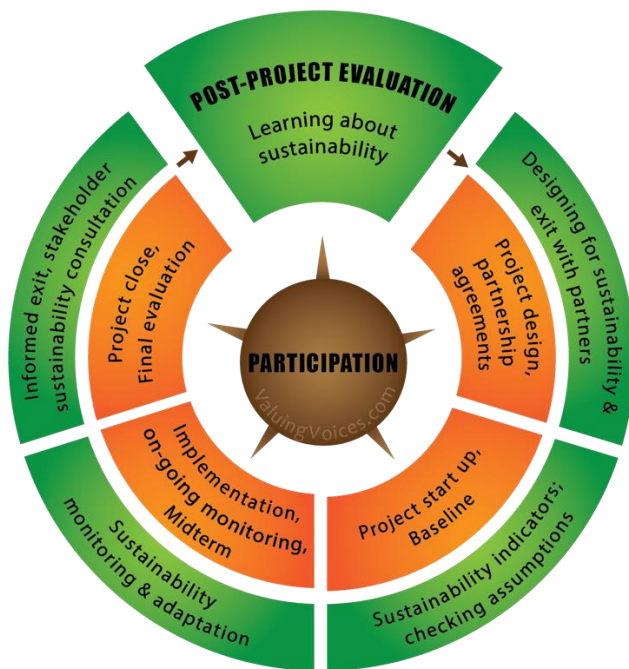 POST-PROJECT EVALUATION
Learning about
sustainability
Designing for sustainability &
exit with partners
Project design,
partnership
agreements
Sustainability indicators;
checking assumptions
Project start up,
Baseline
Implementation,
on-going monitoring,
Midterm
Sustainability
monitoring & adaptation
Project close,
Final evaluation
Informed exit, stakeholder
sustainability consultation
PARTICIPATION
ValuingVoices.com